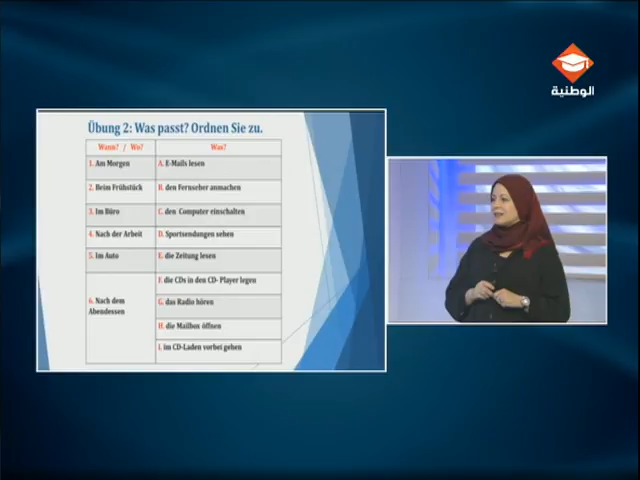 الوطنية
Übung 2: Was passt? Ordnen Sie zu.
Wann? / Wo? Was?
1. Am Morgen A. E-Mails lesen
2. Beim Frühstück B. den Fernseher anmachen
3. Im Büro C. den Computer einschalten
4. Nach der Arbeit D. Sportsendungen sehen
5. Im Auto E. die Zeitung lesen
F. die CDs in den CD- Player legen
6. Nach dem G. das Radio hören
Abendessen
H. die Mailbox öffnen
I. im CD-Laden vorbei gehen